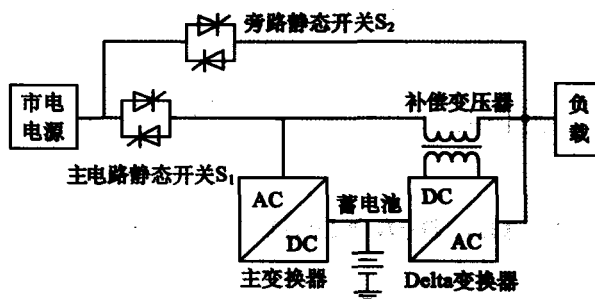 旁路静态开关S₂
市电
电源
补偿变压器
负
载
主电路静态开关S₁
AC
DC
蓄电池
DC
AC
主变换器
Delta变换器